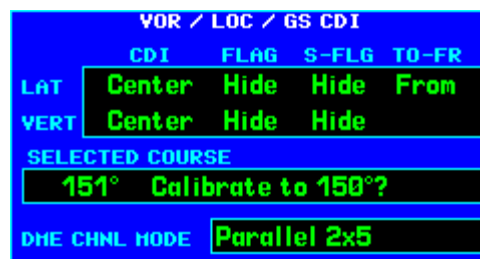 VOR / LOC / GS CDI
CDI FLAG S-FLG TO-FR
LAT Center Hide Hide From
VERT Center Hide Hide
SELECTED COURSE
151° Calibrate to 150°?
DME CHNL MODE Parallel 2x5